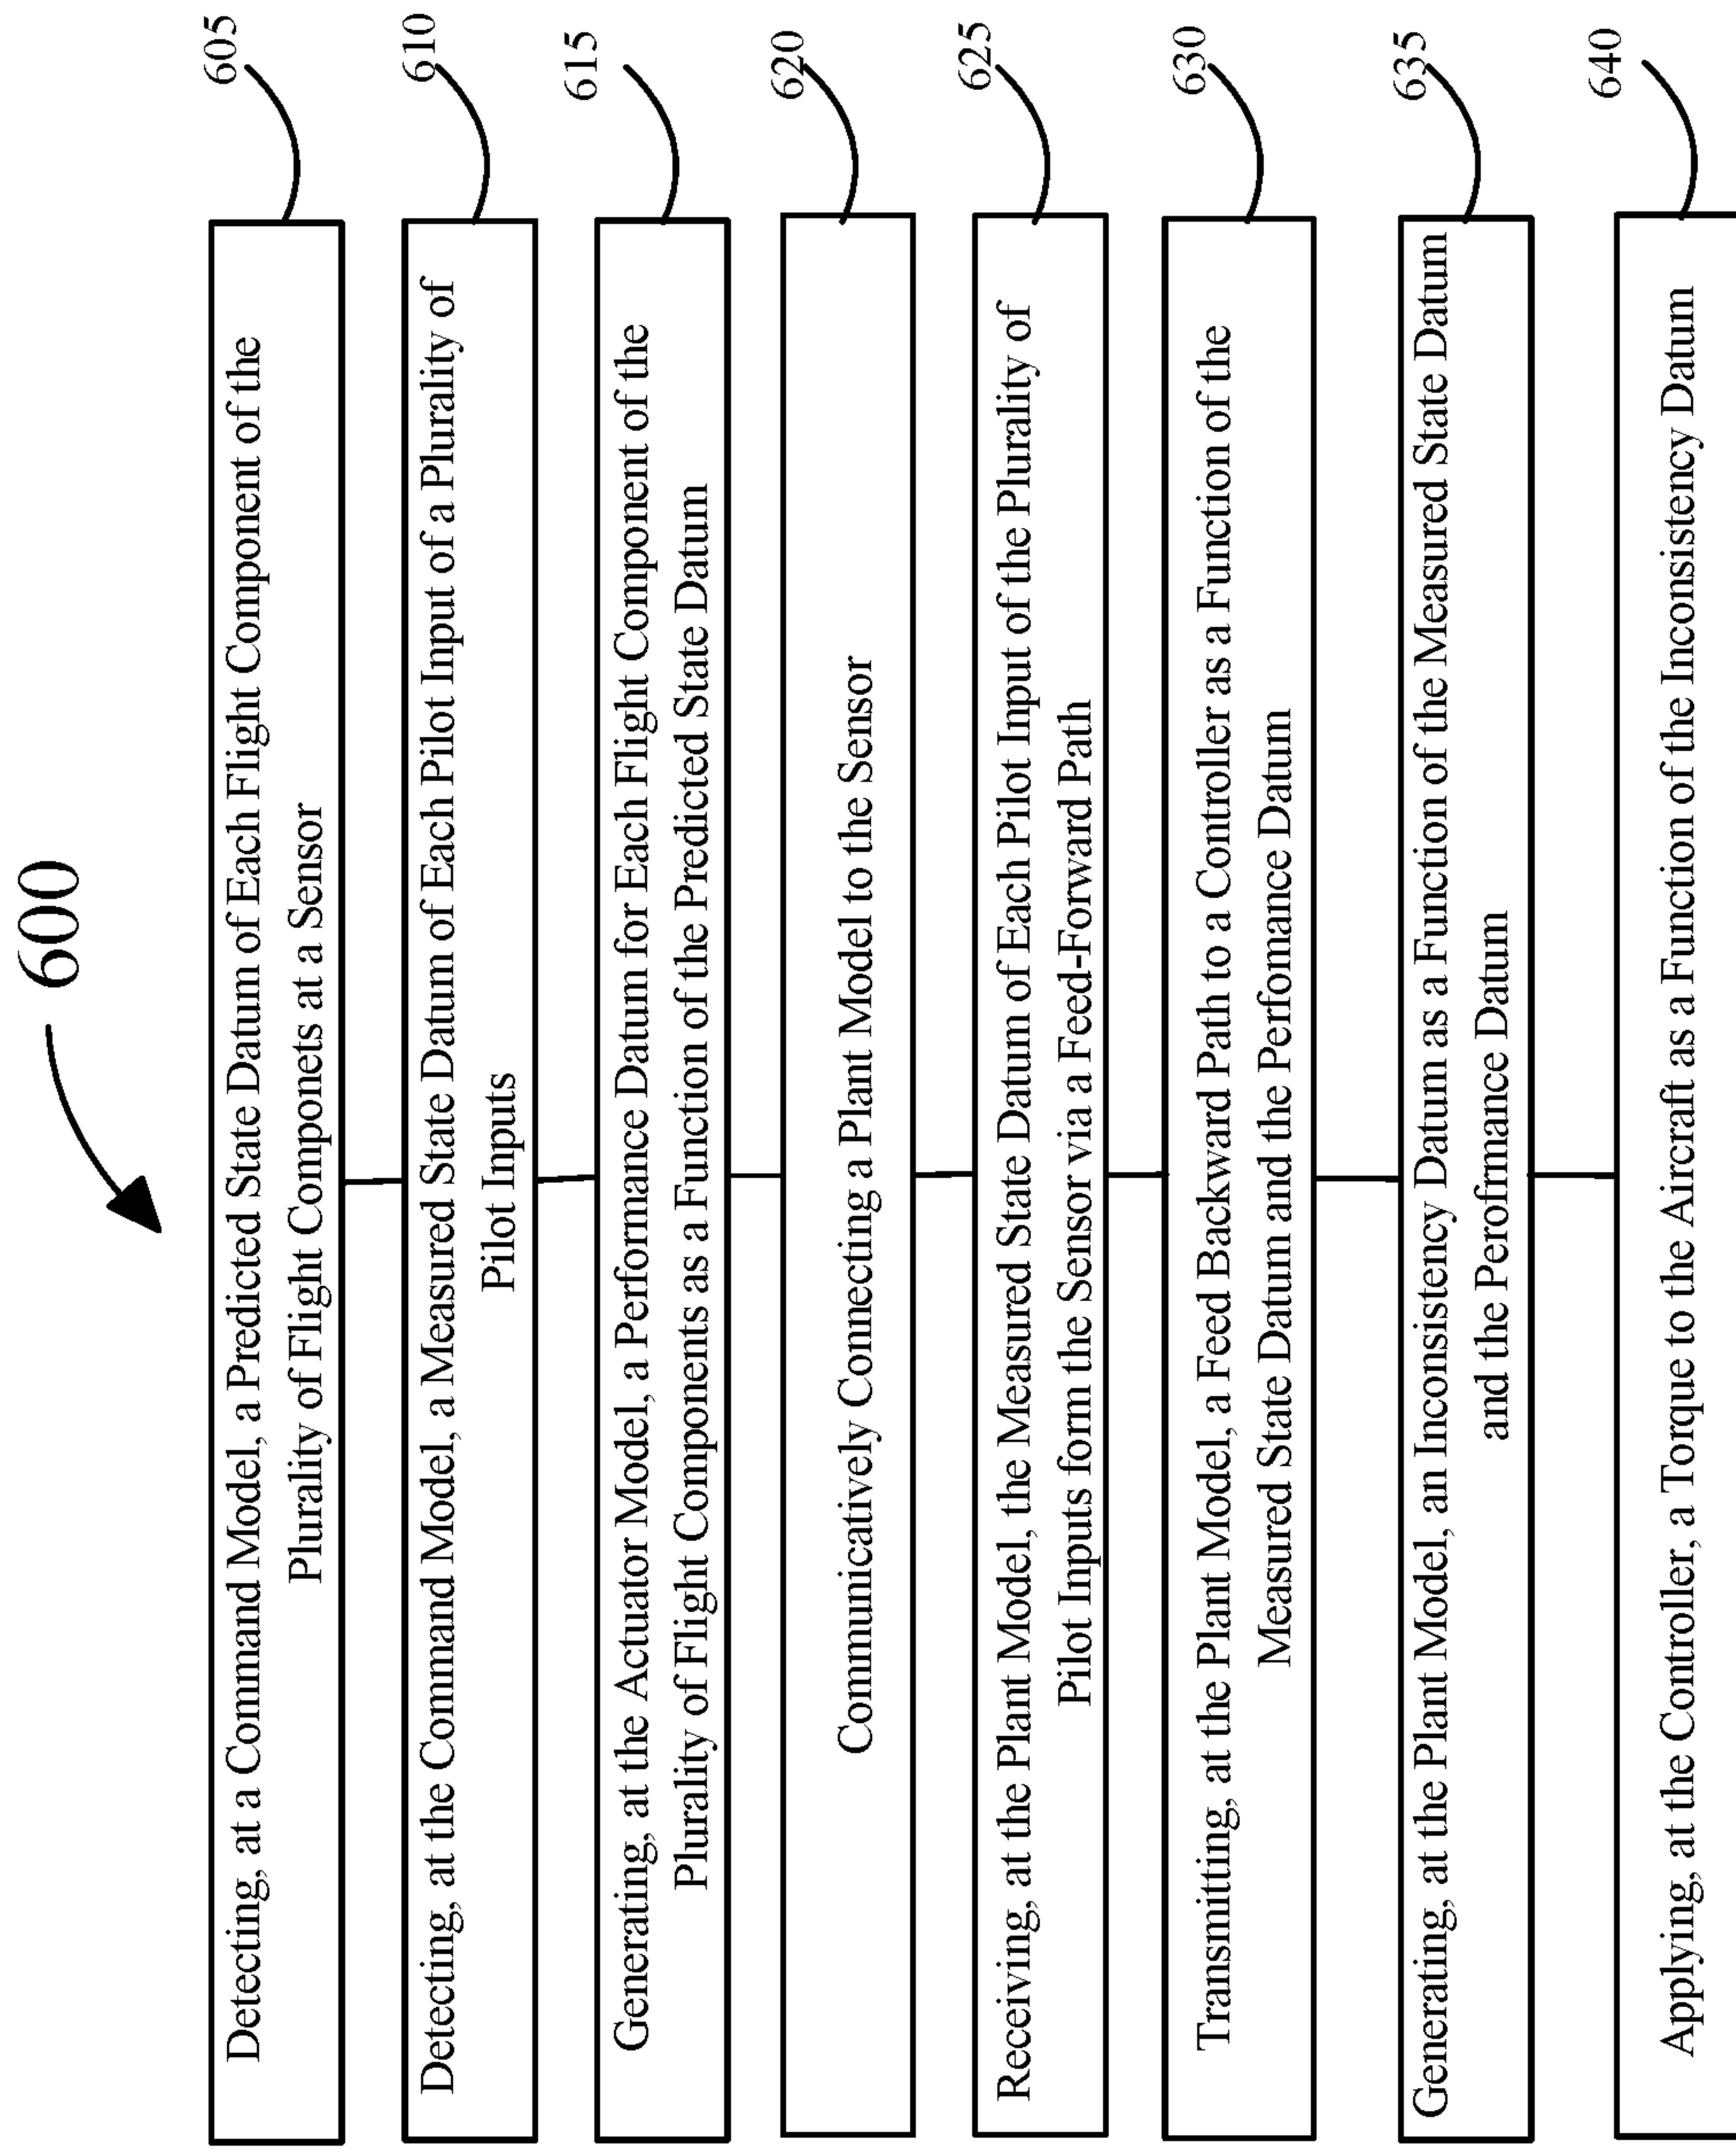 600
605
Detecting, at a Command Model, a Predicted State Datum of Each Flight Component of the
Plurality of Flight Componets at a Sensor
610
Detecting, at the Command Model, a Measured State Datum of Each Pilot Input of a Plurality of
Pilot Inputs
615
Generating, at the Actuator Model, a Performance Datum for Each Flight Component of the
Plurality of Flight Components as a Function of the Predicted State Datum
620
Communicatively Connecting a Plant Model to the Sensor
625
Receiving, at the Plant Model, the Measured State Datum of Each Pilot Input of the Plurality of
Pilot Inputs form the Sensor via a Feed-Forward Path
630
Transmitting, at the Plant Model, a Feed Backward Path to a Controller as a Function of the
Measured State Datum and the Perfomance Datum
635
Generating, at the Plant Model, an Inconsistency Datum as a Function of the Measured State Datum
and the Perofrmance Datum
640
Applying, at the Controller, a Torque to the Aircraft as a Function of the Inconsistency Datum